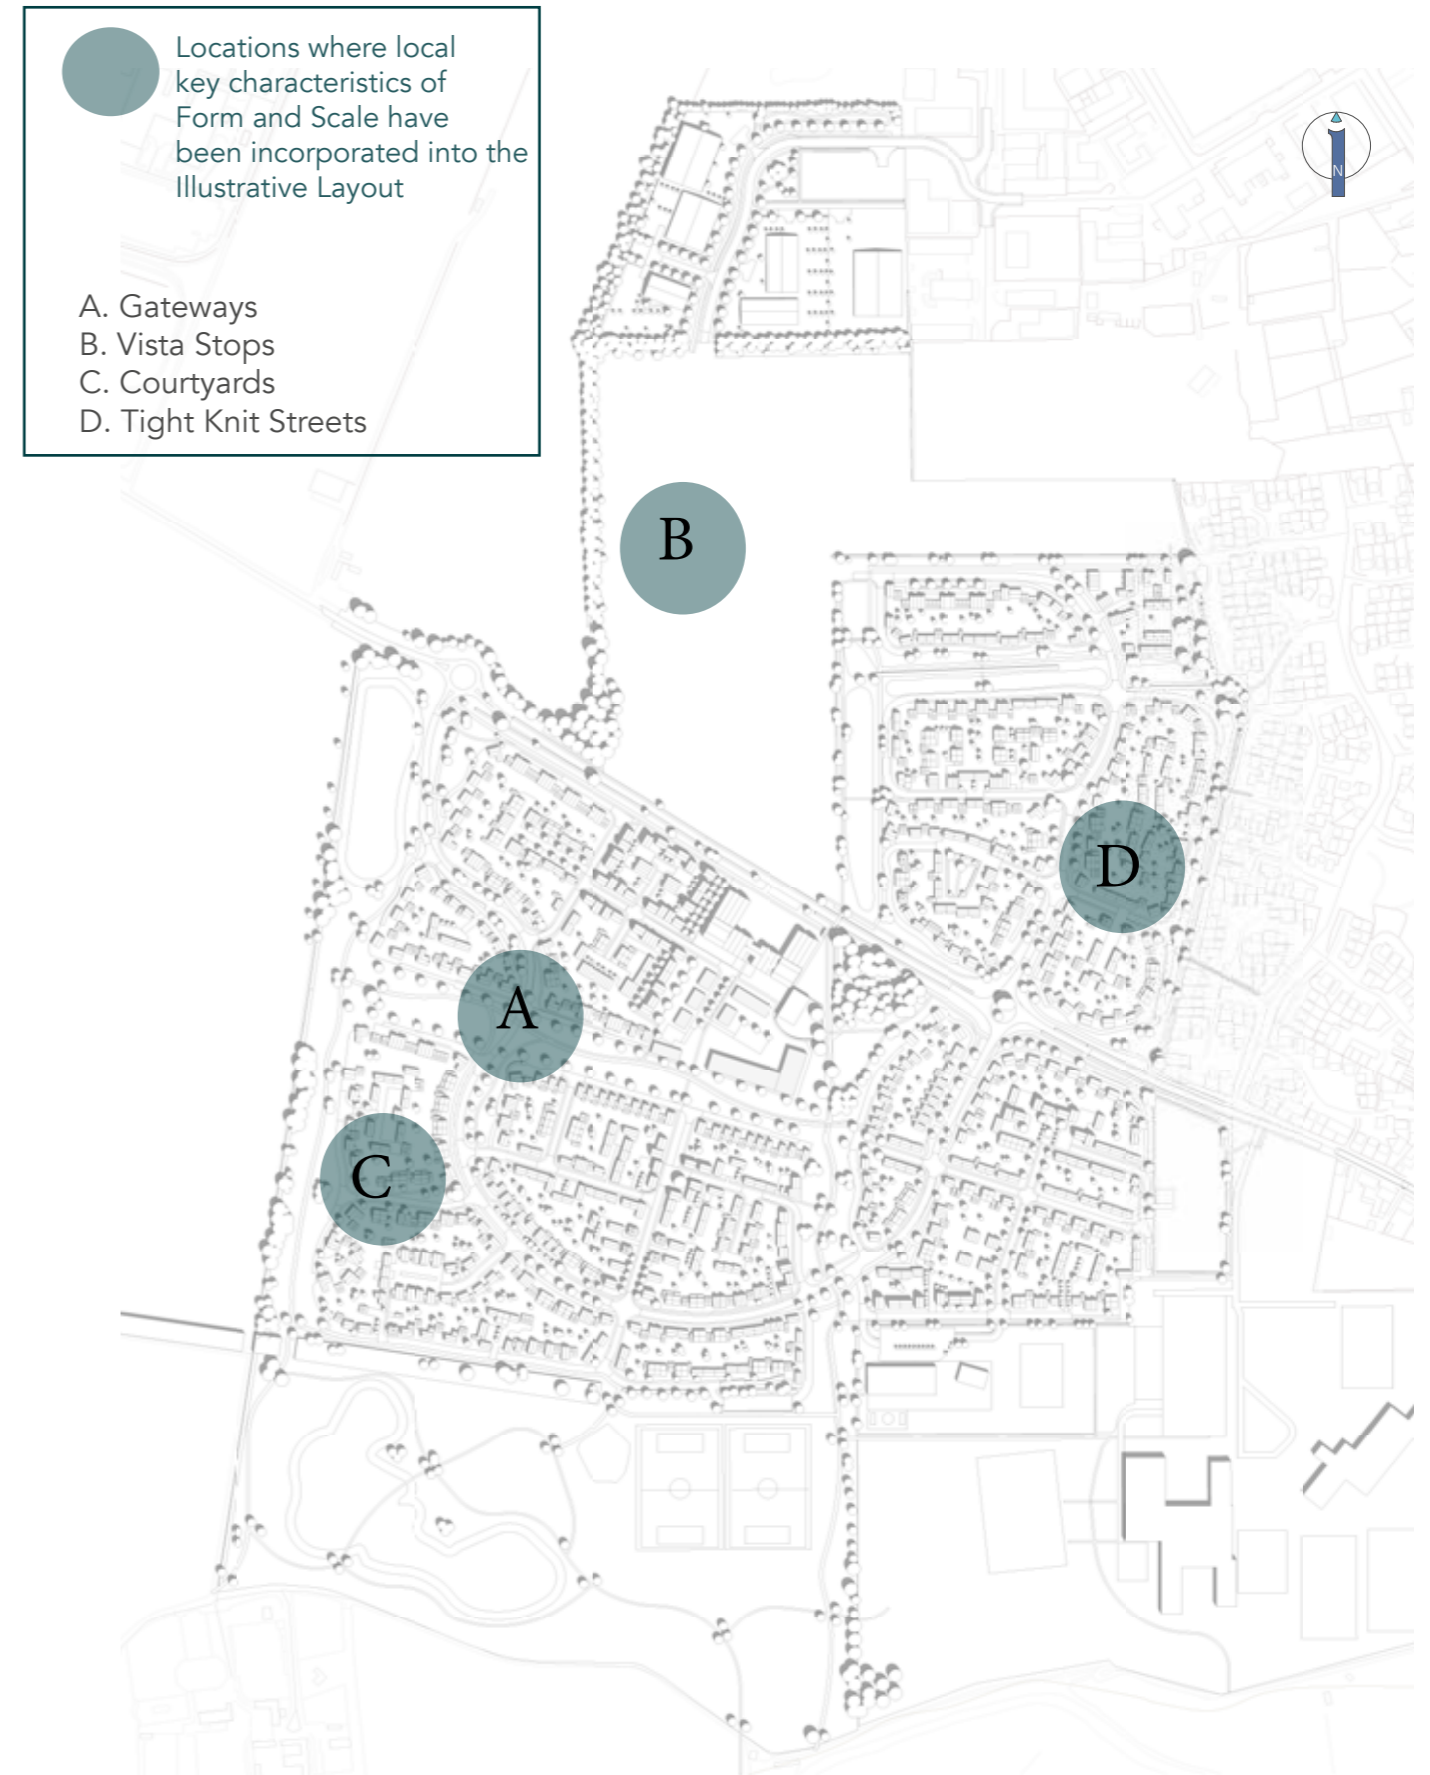 Locations where local
key characteristics of
Form and Scale have
been incorporated into the
Illustrative Layout
A. Gateways
B. Vista Stops
C. Courtyards
D. Tight Knit Streets
N
B
D
A
C